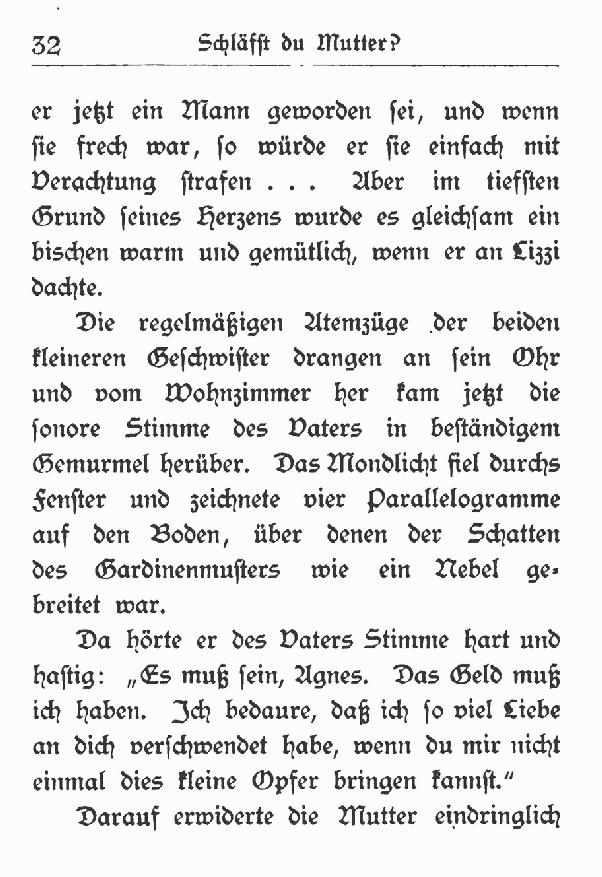 32 Schläfst du Mutter?
er jetzt ein Mann geworden sei, und wenn
sie frech war, so würde er sie einfach mit
Verachtung strafen . . . Aber im tiefsten
Grund seines Herzens wurde es gleichsam ein
bischen warm und gemütlich, wenn er an Lizzi
dachte.
Die regelmäßigen Atemzüge der beiden
kleineren Geschwister drangen an sein Ohr
und vom Wohnzimmer her kam jetzt die
sonore Stimme des Vaters in beständigem
Gemurmel herüber. Das Mondlicht fiel durchs
Fenster und zeichnete vier Parallelogramme
auf den Boden, über denen der Schatten
des Gardinenmusters wie ein Nebel ge-
breitet war.
Da hörte er des Vaters Stimme hart und
hastig: „Es muß sein, Agnes. Das Geld muß
ich haben. Ich bedaure, daß ich so viel Liebe
an dich verschwendet habe, wenn du mir nicht
einmal dies kleine Opfer bringen kannst."
Darauf erwiderte die Mutter eindringlich